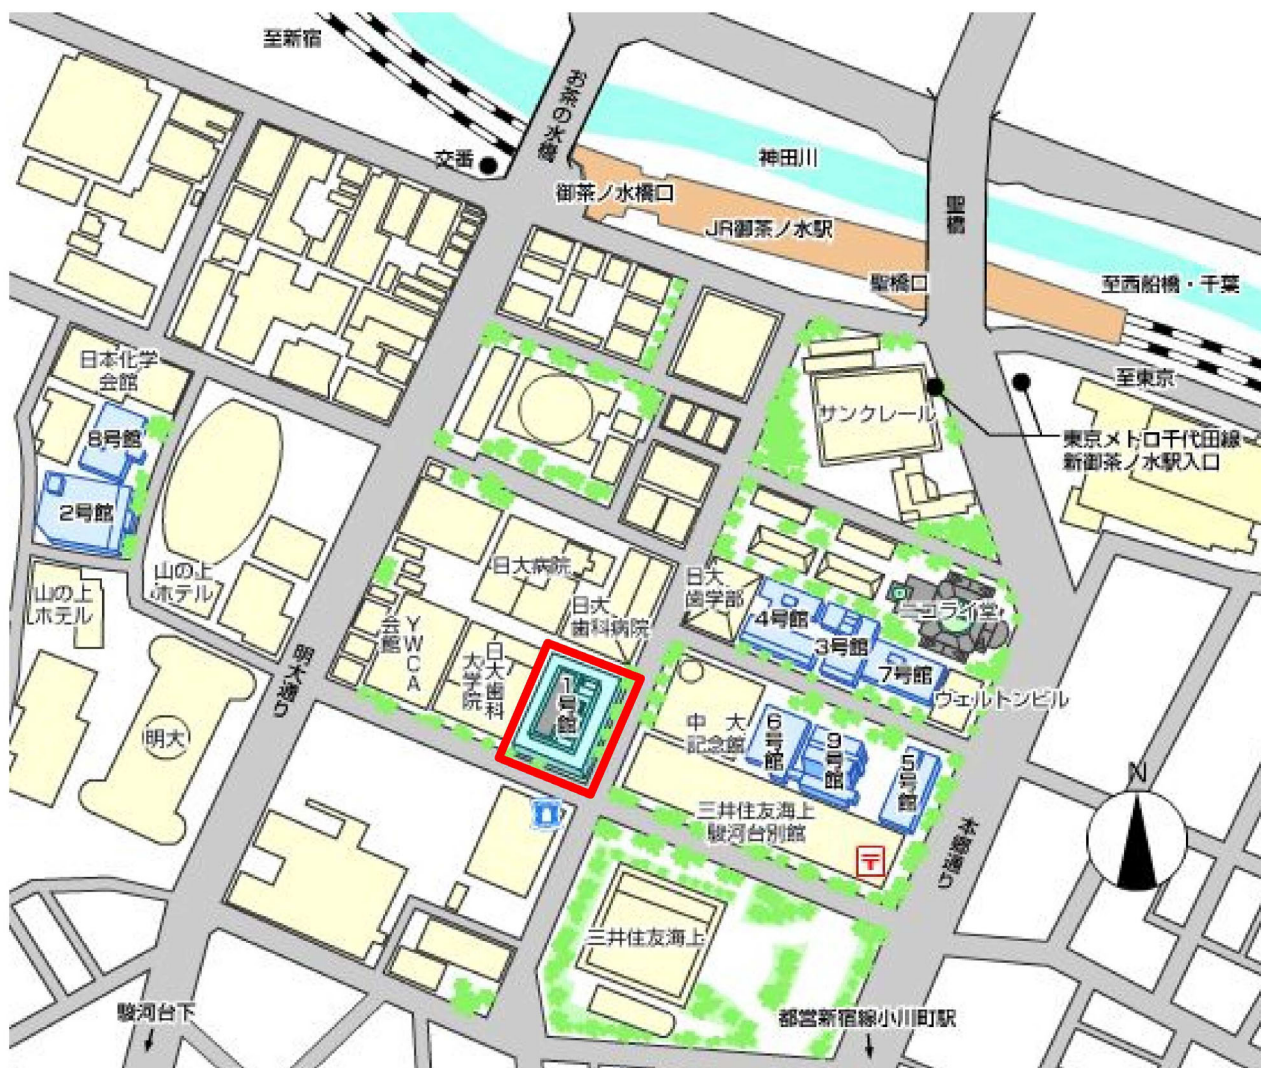 至新宿
お茶の水橋
交番
神田川
御茶ノ水橋口
聖橋
JR御茶ノ水駅
聖橋口
至西船橋・千葉
日本化学
会館
至東京
サンクレール
8号館
東京メトロ千代田線
新御茶ノ水駅入口
2号館
日大病院
山の上
ホテル
山の上
ホテル
日大
歯学部
日大
歯科病院
4号館
ニコライ堂
YWCA
会館
3号館
日大歯科
大学院
7号館
1号館
ヴェルトンビル
明大通り
明大
中大
記念館
6号館
9号館
5号館
N
三井住友海上
駿河台別館
本郷通り
〒
三井住友海上
駿河台下
都営新宿線小川町駅